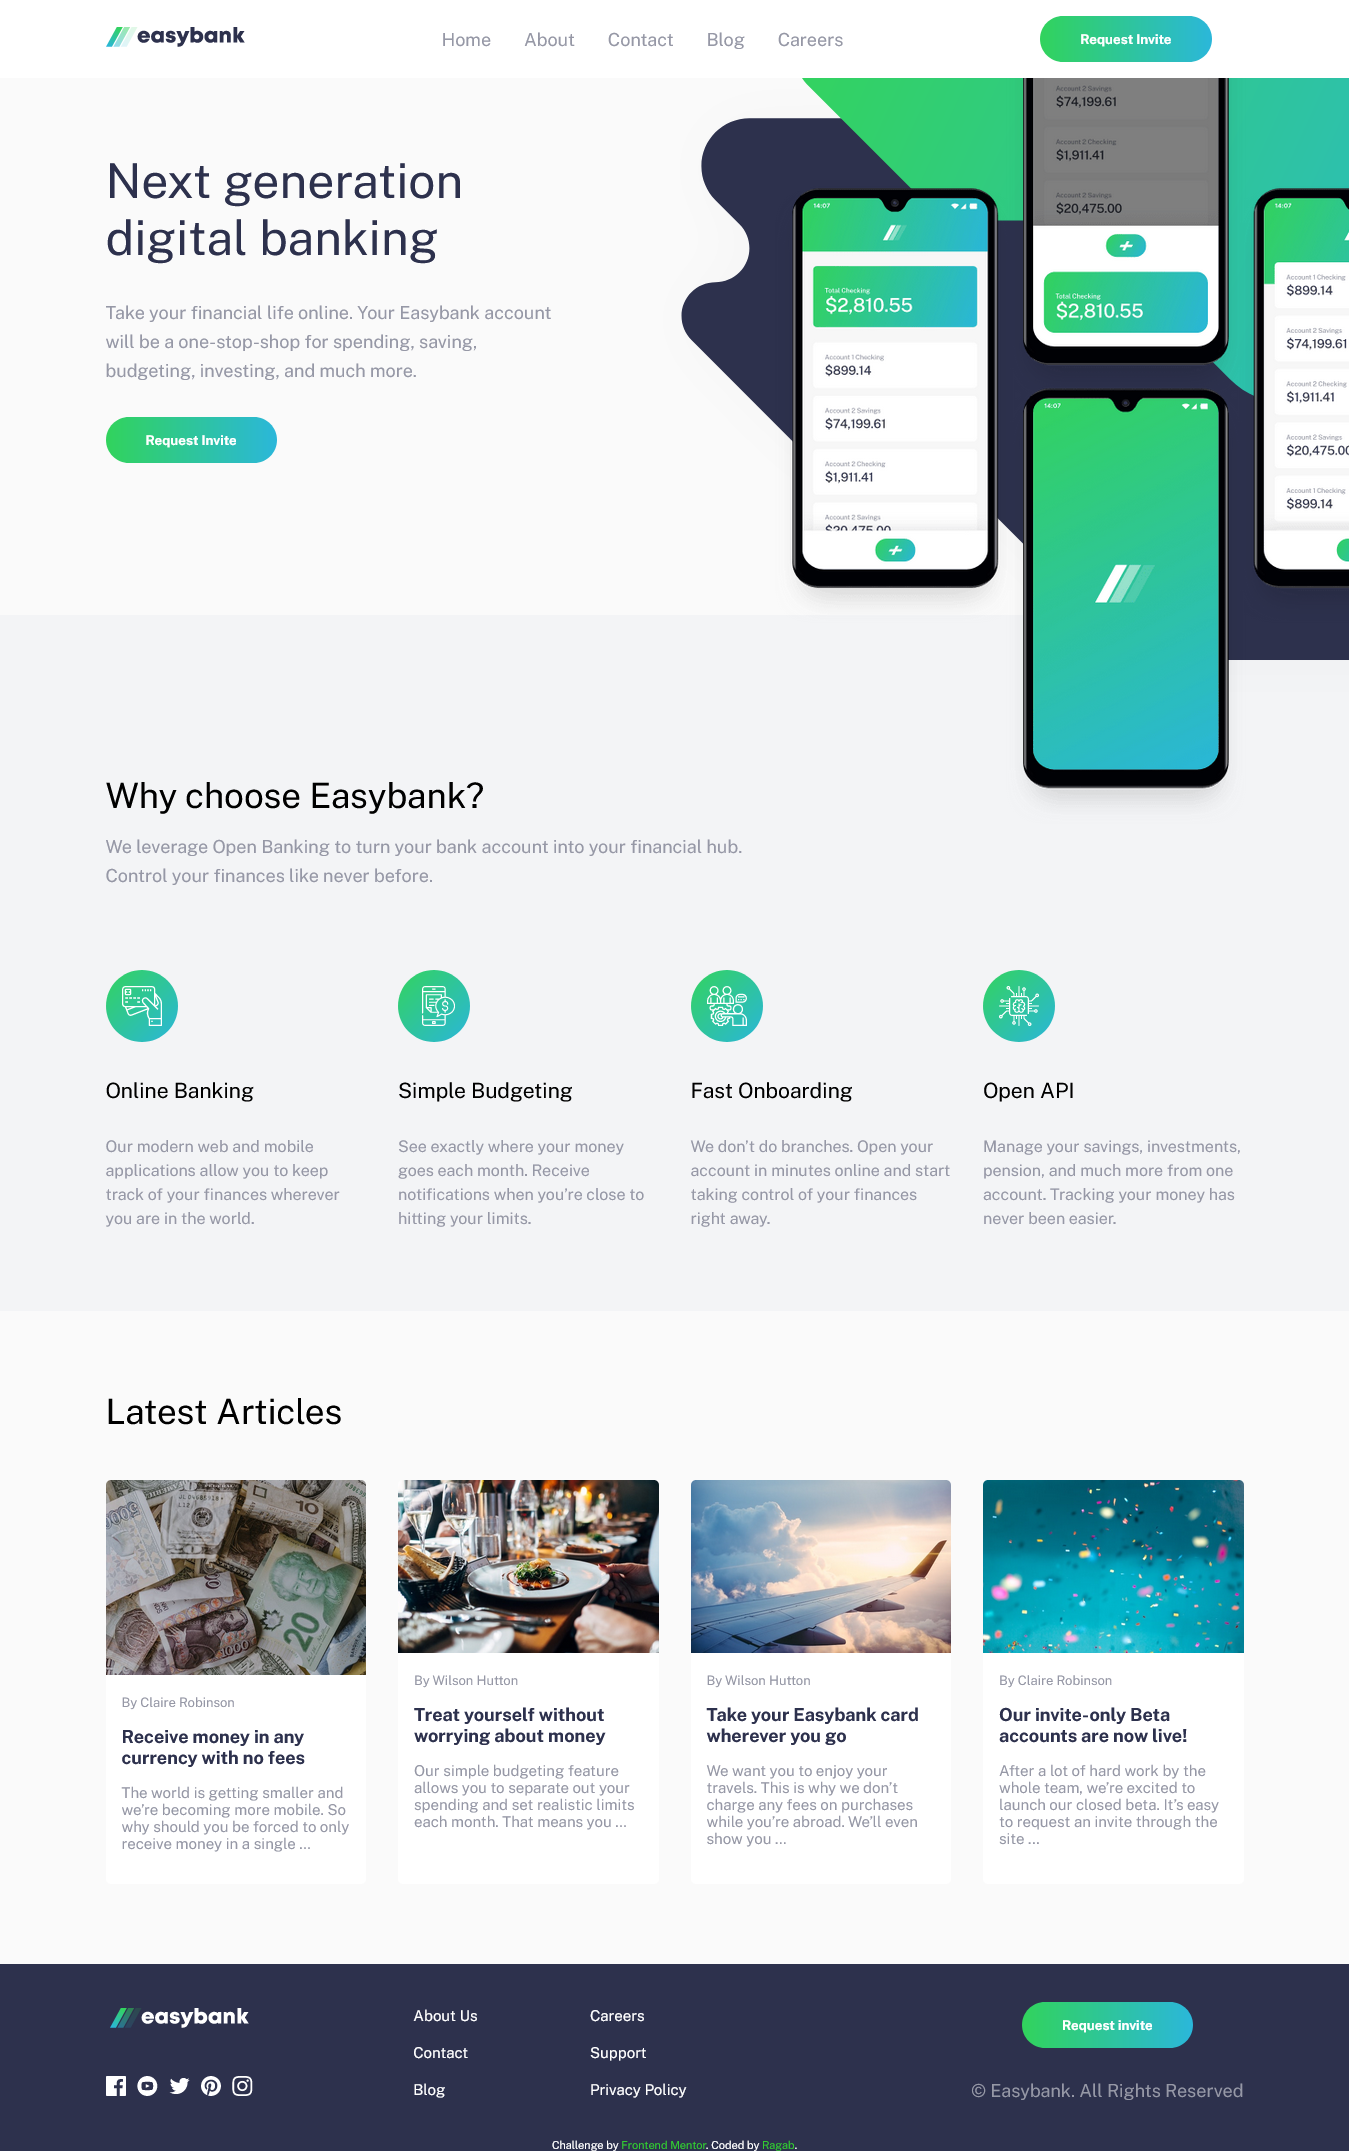 easybank
Home About Contact Blog Careers
Request Invite
Next generation
digital banking
Take your financial life online. Your Easybank account
will be a one-stop-shop for spending, saving,
budgeting, investing, and much more.
Request Invite
14:07
Total Checking
$2,810.55
Account 1 Checking
$899.14
Account 2 Savings
$74,199.61
Account 2 Checking
$1,911.41
Account 2 Savings
$20,475.00
Account 2 Savings
$74,199.61
Account 2 Checking
$1,911.41
Account 2 Savings
$20,475.00
Total Checking
$2,810.55
14:07
14:07
Account 1 Checking
$899.14
Account 2 Savings
$74,199.61
Account 2 Checking
$1,911.41
Account 2 Savings
$20,475.00
Account 1 Checking
$899.14
Why choose Easybank?
We leverage Open Banking to turn your bank account into your financial hub.
Control your finances like never before.
Online Banking
Our modern web and mobile
applications allow you to keep
track of your finances wherever
you are in the world.
Simple Budgeting
See exactly where your money
goes each month. Receive
notifications when you're close to
hitting your limits.
Fast Onboarding
We don't do branches. Open your
account in minutes online and start
taking control of your finances
right away.
Open API
Manage your savings, investments,
pension, and much more from one
account. Tracking your money has
never been easier.
Latest Articles
10
20
1000
By Claire Robinson
Receive money in any
currency with no fees
The world is getting smaller and
we're becoming more mobile. So
why should you be forced to only
receive money in a single ...
By Wilson Hutton
Treat yourself without
worrying about money
Our simple budgeting feature
allows you to separate out your
spending and set realistic limits
each month. That means you ...
By Wilson Hutton
Take your Easybank card
wherever you go
We want you to enjoy your
travels. This is why we don't
charge any fees on purchases
while you're abroad. We'll even
show you ...
By Claire Robinson
Our invite-only Beta
accounts are now live!
After a lot of hard work by the
whole team, we're excited to
launch our closed beta. It's easy
to request an invite through the
site ...
easybank
About Us
Contact
Blog
Careers
Support
Privacy Policy
Request invite
© Easybank. All Rights Reserved
Challenge by Frontend Mentor. Coded by Ragab.